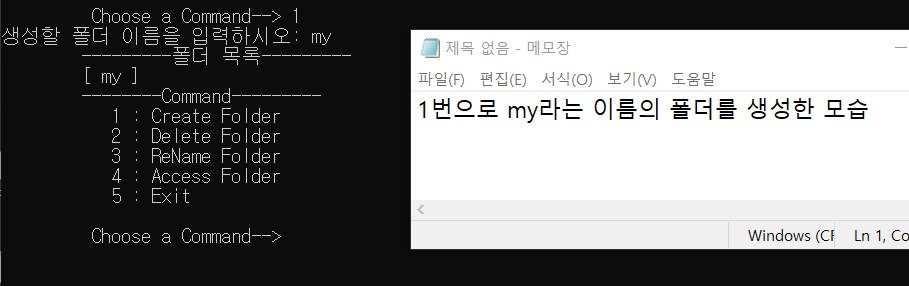 Choose a Command--> 1
생성할 폴더 이름을 입력하시오: my
---------폴더 목록---------
[ my ]
--------Command---------
1 : Create Folder
2 : Delete Folder
3 : ReName Folder
4 : Access Folder
5 : Exit
Choose a Command-->
제목 없음 - 메모장
파일(F) 편집(E) 서식(O) 보기(V) 도움말
1번으로 my라는 이름의 폴더를 생성한 모습
Windows (CR Ln 1, Co